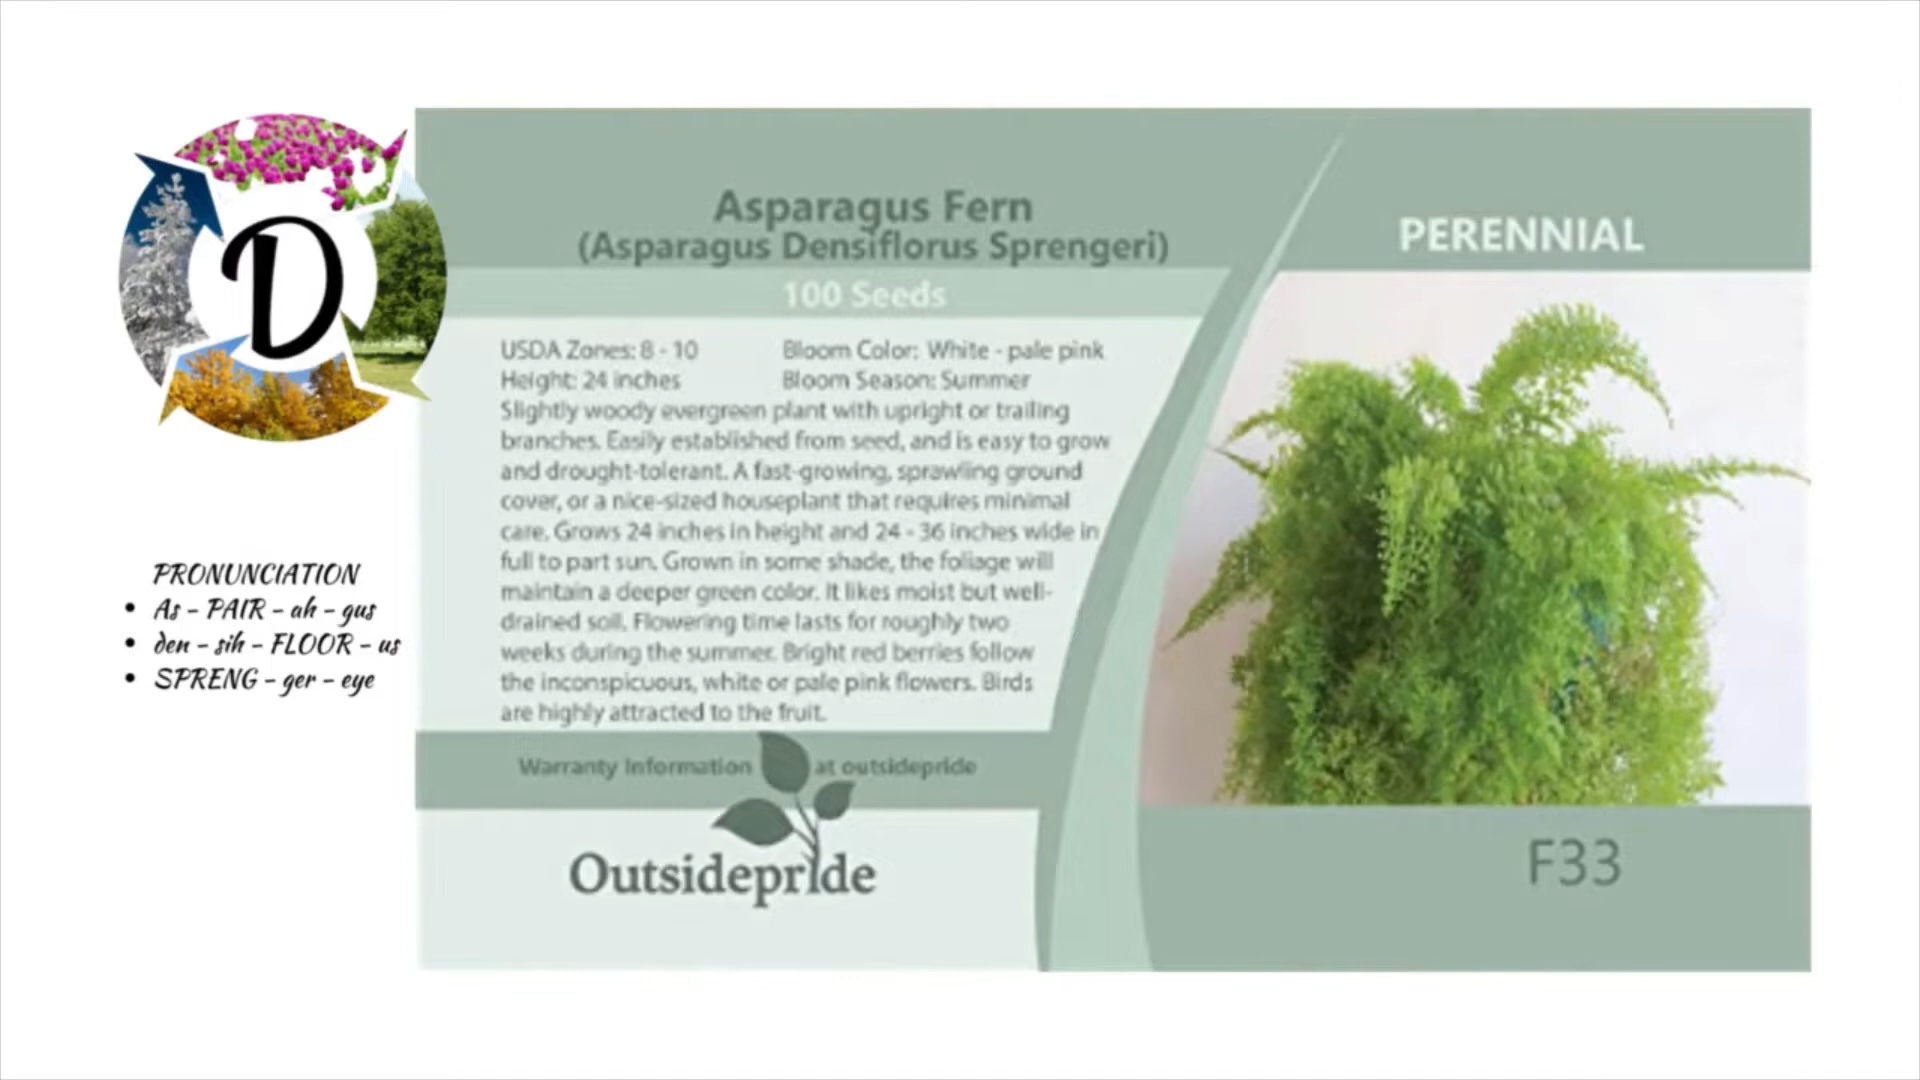 D
PRONUNCIATION
• As - PAIR - ah - gus
• den - sih - FLOOR - us
• SPRENG - ger - eye
Asparagus Fern
(Asparagus Densiflorus Sprengeri)
100 Seeds
USDA Zones: 8 - 10 Bloom Color: White - pale pink
Height: 24 inches Bloom Season: Summer
Slightly woody evergreen plant with upright or trailing
branches. Easily established from seed, and is easy to grow
and drought-tolerant. A fast-growing, sprawling ground
cover, or a nice-sized houseplant that requires minimal
care. Grows 24 inches in height and 24 - 36 inches wide in
full to part sun. Grown in some shade, the foliage will
maintain a deeper green color. It likes moist but well-
drained soil. Flowering time lasts for roughly two
weeks during the summer. Bright red berries follow
the inconspicuous, white or pale pink flowers. Birds
are highly attracted to the fruit.
Warranty Information at outsidepride
Outsidepride
PERENNIAL
F33